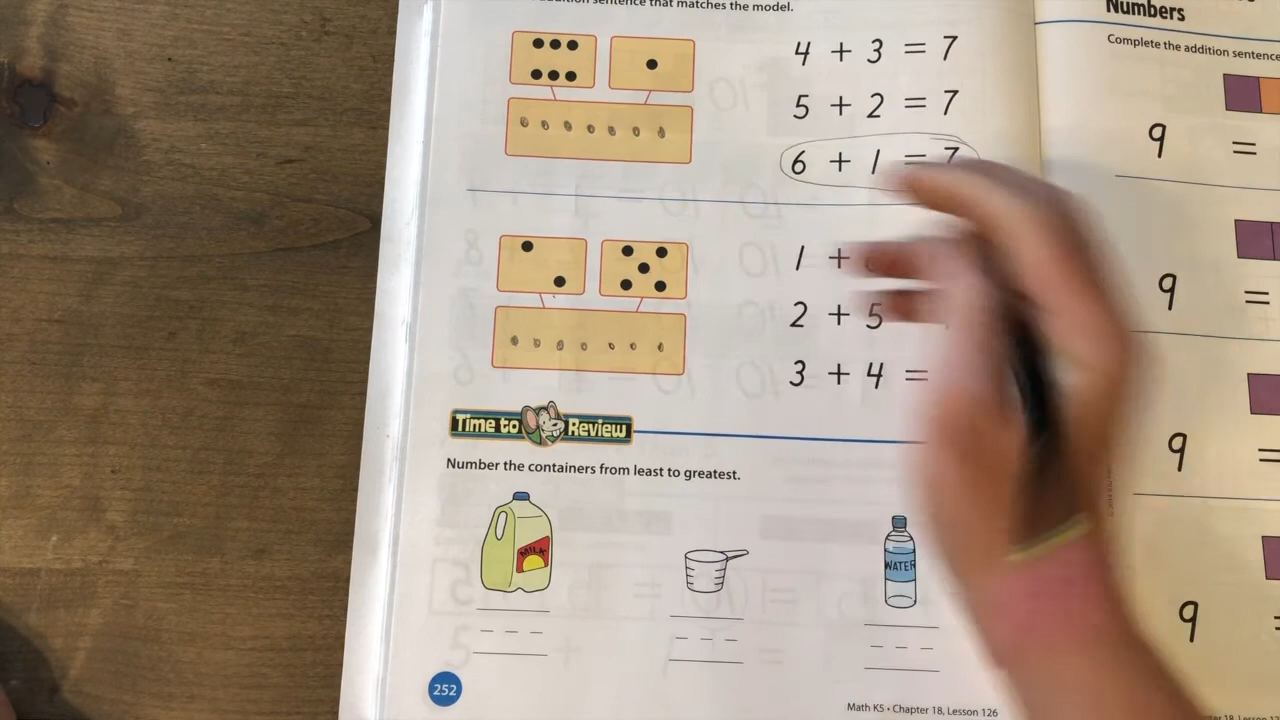 addition sentence that matches the model.
4 + 3 = 7
5 + 2 = 7
6 + 1 = 7
1 +
2 + 5
3 + 4 =
Time to Review
Number the containers from least to greatest.
MILK
WATER
252
Math K5 • Chapter 18, Lesson 126
Numbers
Complete the addition sentence
9 =
9 =
9 =
9 =